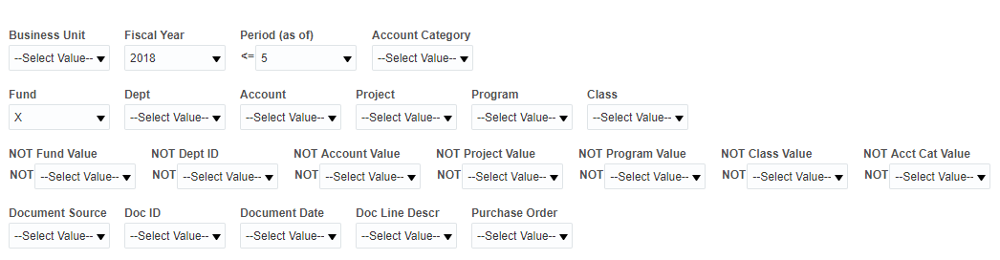 Business Unit Fiscal Year Period (as of) Account Category
--Select Value-- 2018 <= 5 --Select Value--
Fund Dept Account Project Program Class
X --Select Value-- --Select Value-- --Select Value-- --Select Value-- --Select Value--
NOT Fund Value NOT Dept ID NOT Account Value NOT Project Value NOT Program Value NOT Class Value NOT Acct Cat Value
NOT --Select Value-- NOT --Select Value-- NOT --Select Value-- NOT --Select Value-- NOT --Select Value-- NOT --Select Value-- NOT --Select Value--
Document Source Doc ID Document Date Doc Line Descr Purchase Order
--Select Value-- --Select Value-- --Select Value-- --Select Value-- --Select Value--